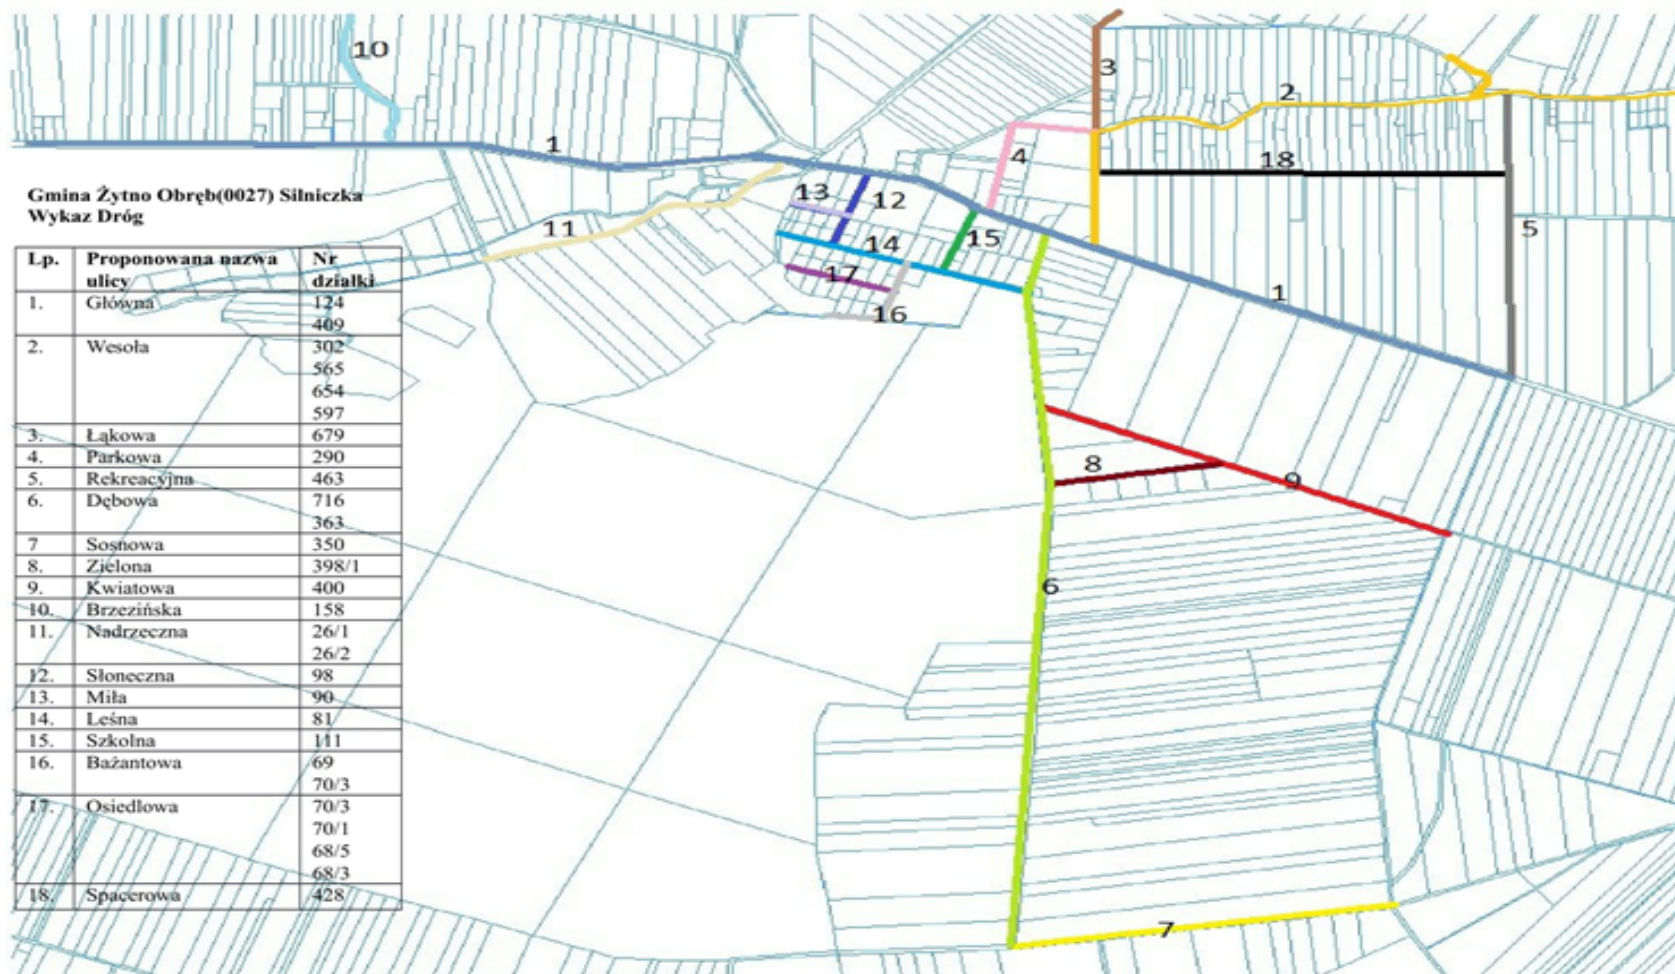 10
3
2
1
4
18
Gmina Żytno Obręb(0027) Silniczka
Wykaz Dróg
13
12
11
14
15
5
17
16
1
8
9
6
7
Lp. Proponowana nazwa ulicy Nr działki
1. Główna 124
409
2. Wesoła 302
565
654
597
3. Łąkowa 679
4. Parkowa 290
5. Rekreacyjna 463
6. Dębowa 716
363
7 Sosnowa 350
8. Zielona 398/1
9. Kwiatowa 400
10. Brzezińska 158
11. Nadrzeczna 26/1
26/2
12. Słoneczna 98
13. Miła 90
14. Leśna 81
15. Szkolna 111
16. Bażantowa 69
70/3
17. Osiedlowa 70/3
70/1
68/5
68/3
18. Spacerowa 428